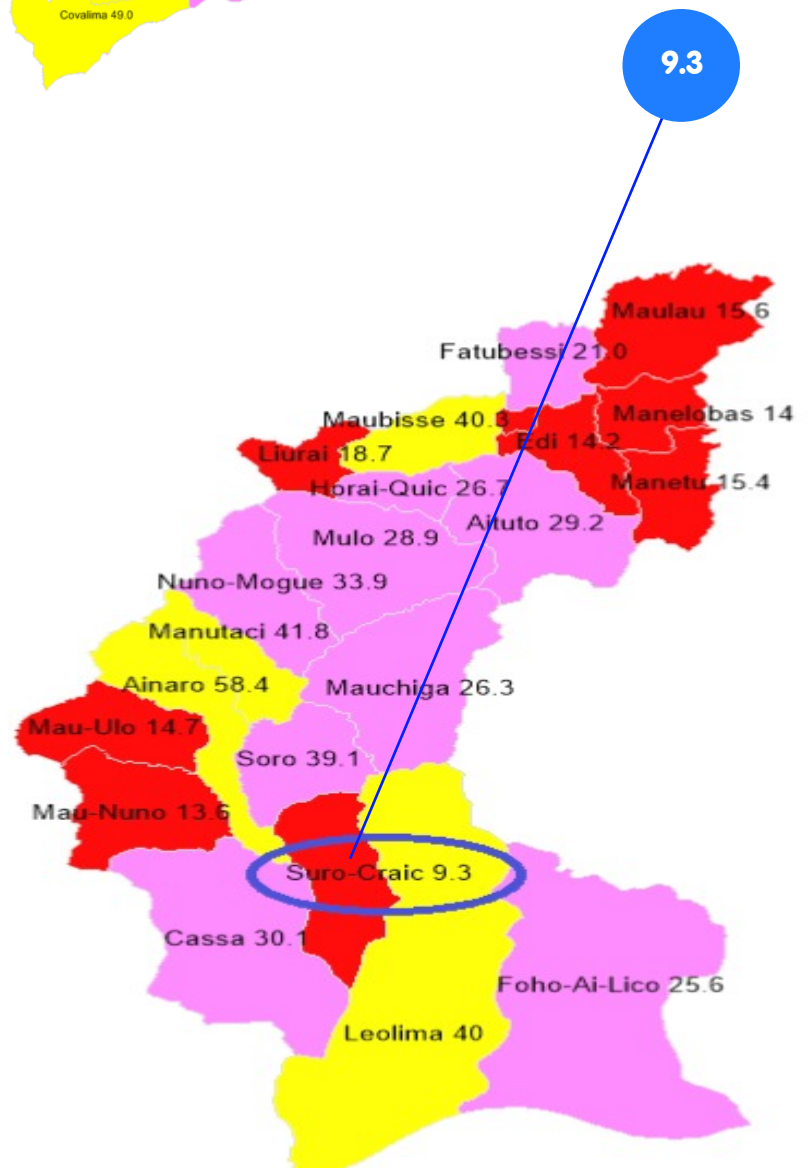 Covalima 49.0
9.3
Maulau 15.6
Fatubessi 21.0
Manelobas 14
Maubisse 40.3
Edi 14.2
Liurai 18.7
Manetu 15.4
Horai-Quic 26.7
Aituto 29.2
Mulo 28.9
Nuno-Mogue 33.9
Manutaci 41.8
Ainaro 58.4
Mauchiga 26.3
Mau-Ulo 14.7
Soro 39.1
Mau-Nuno 13.6
Suro-Craic 9.3
Cassa 30.1
Foho-Ai-Lico 25.6
Leolima 40